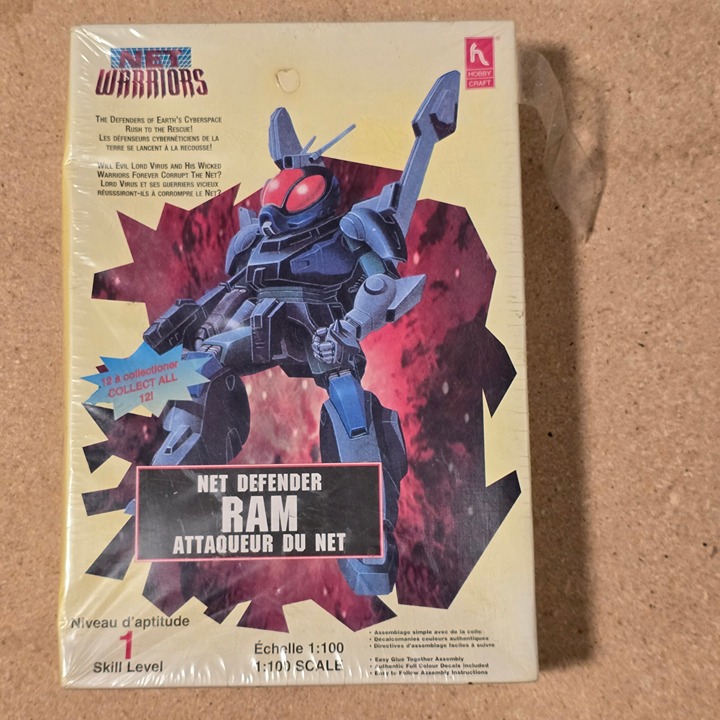 NET
WARRIORS
THE DEFENDERS OF EARTH'S CYBERSPACE
RUSH TO THE RESCUE!
LES DÉFENSEURS CYBERNÉTICIENS DE LA
TERRE SE LANCENT À LA RECOUSSE!
WILL EVIL LORD VIRUS AND HIS WICKED
WARRIORS FOREVER CORRUPT THE NET?
LORD VIRUS ET SES GUERRIERS VICIEUX
RÉUSSSIRONT-ILS À CORROMPRE LE NET?
h
HOBBY
CRAFT
12 à collectioner
COLLECT ALL
12!
NET DEFENDER
RAM
ATTAQUEUR DU NET
Niveau d'aptitude
1
Skill Level
Échelle 1:100
1:100 SCALE
• Assemblage simple avec de la colle
• Décalcomanies couleurs authentiques
• Directives d'assemblage faciles à suivre
• Easy Glue Together Assembly
• Authentic Full Colour Decals Included
• Easy to Follow Assembly Instructions